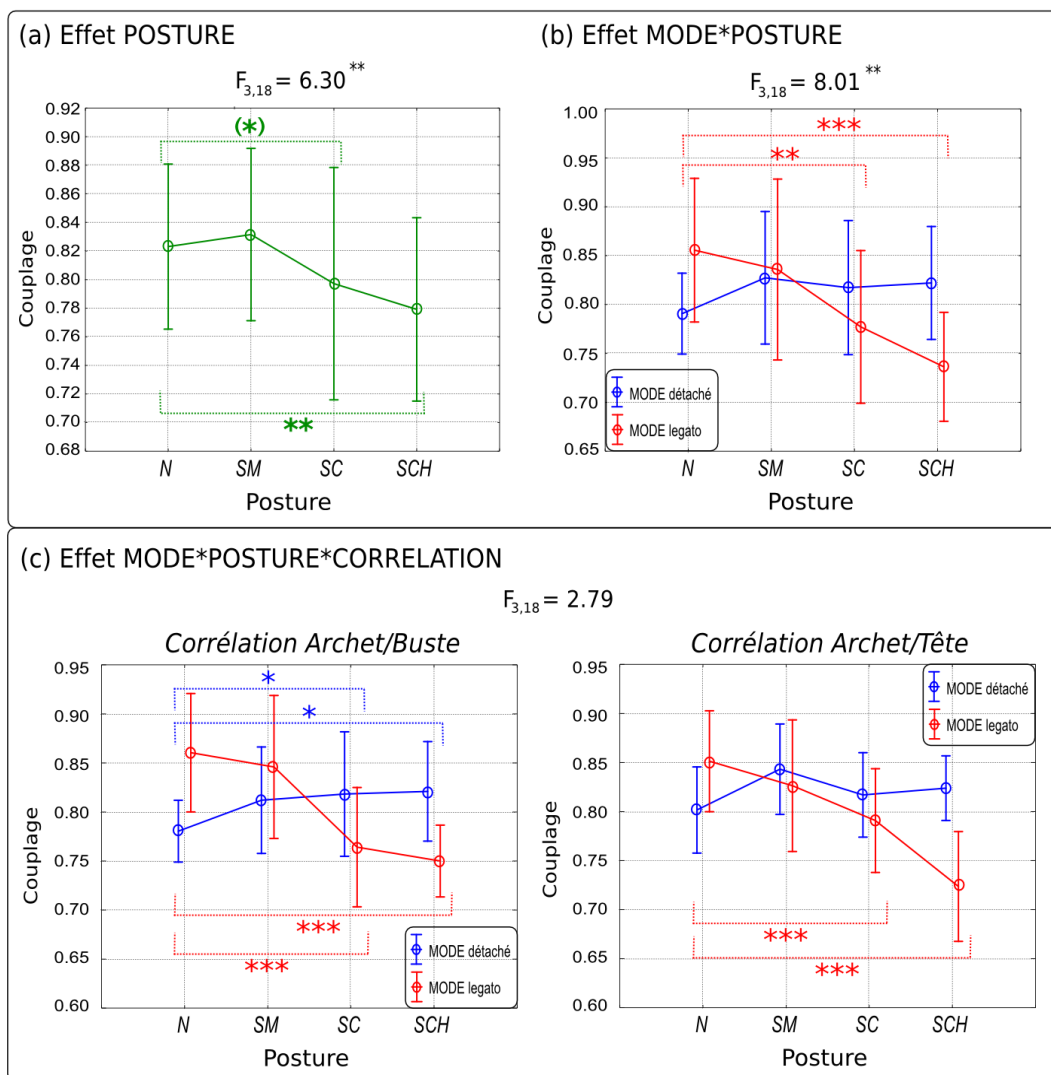 (a) Effet POSTURE
F3,18 = 6.30 **
0.92
0.90
0.88
0.86
0.84
0.82
0.80
0.78
0.76
0.74
0.72
0.70
0.68
Couplage
(*)
**
N SM SC SCH
Posture
(b) Effet MODE*POSTURE
F3,18 = 8.01 **
1.00
0.95
0.90
0.85
0.80
0.75
0.70
0.65
Couplage
***
**
MODE détaché
MODE legato
N SM SC SCH
Posture
(c) Effet MODE*POSTURE*CORRELATION
F3,18 = 2.79
Corrélation Archet/Buste
0.95
0.90
0.85
0.80
0.75
0.70
0.65
0.60
Couplage
*
*
***
***
MODE détaché
MODE legato
N SM SC SCH
Posture
Corrélation Archet/Tête
0.95
0.90
0.85
0.80
0.75
0.70
0.65
0.60
MODE détaché
MODE legato
***
***
N SM SC SCH
Posture